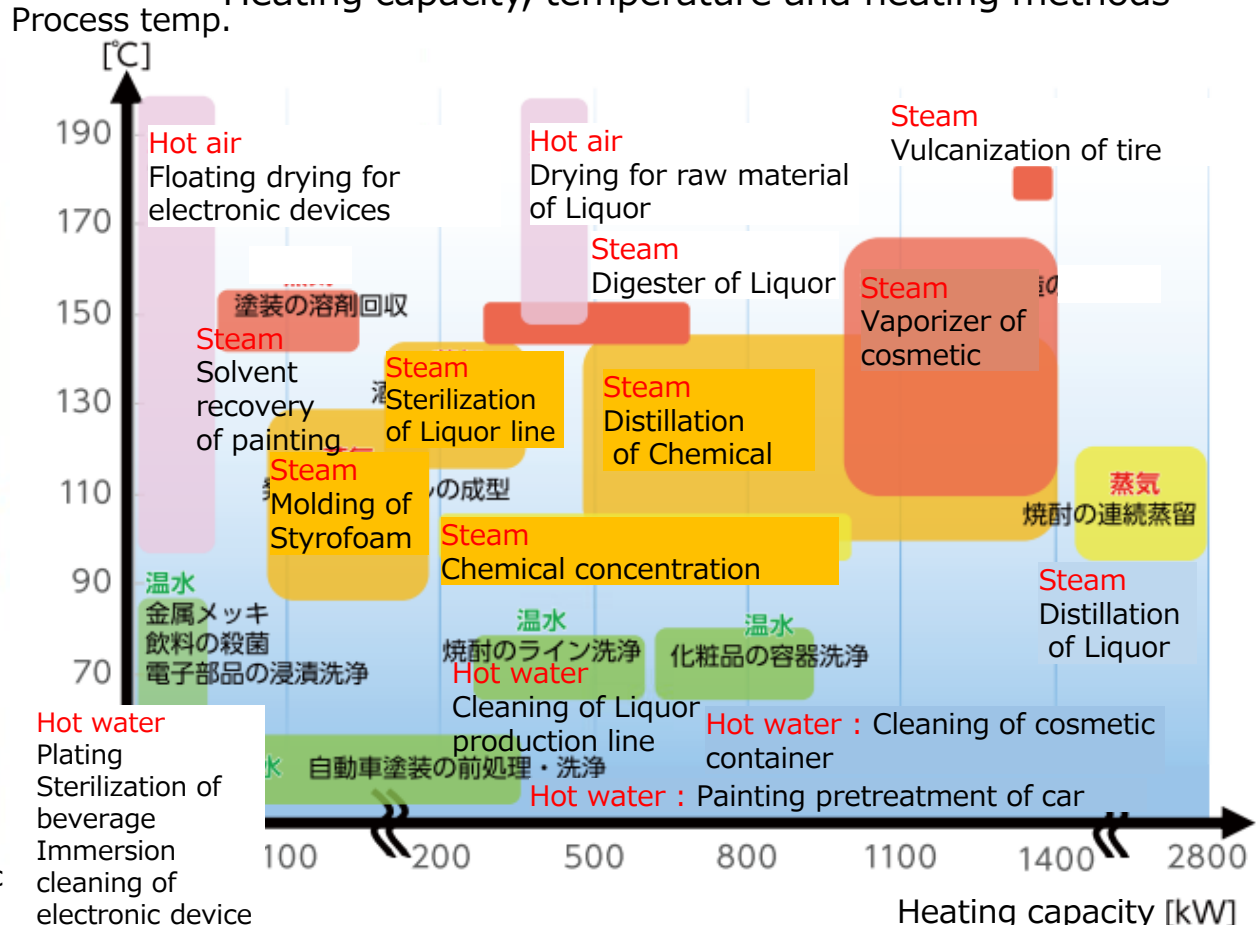 Heating capacity, temperature and heating methods
Process temp.
[℃]
190
170
150
130
110
90
70
Hot air
Floating drying for
electronic devices
Hot air
Drying for raw material
of Liquor
Steam
Vulcanization of tire
Steam
Digester of Liquor
塗装の溶剤回収
Steam
Solvent
recovery
of painting
Steam
Vaporizer of
cosmetic
Steam
Sterilization
of Liquor line
Steam
Distillation
of Chemical
Steam
Molding of
Styrofoam
の成型
Steam
Chemical concentration
蒸気
焼酎の連続蒸留
Steam
Distillation
of Liquor
温水
金属メッキ
飲料の殺菌
電子部品の浸漬洗浄
温水
焼酎のライン洗浄
Hot water
Cleaning of Liquor
production line
温水
化粧品の容器洗浄
Hot water : Cleaning of cosmetic
container
水 自動車塗装の前処理・洗浄
Hot water : Painting pretreatment of car
Hot water
Plating
Sterilization of
beverage
Immersion
cleaning of
electronic device
100
200
500
800
1100
1400
2800
Heating capacity [kW]